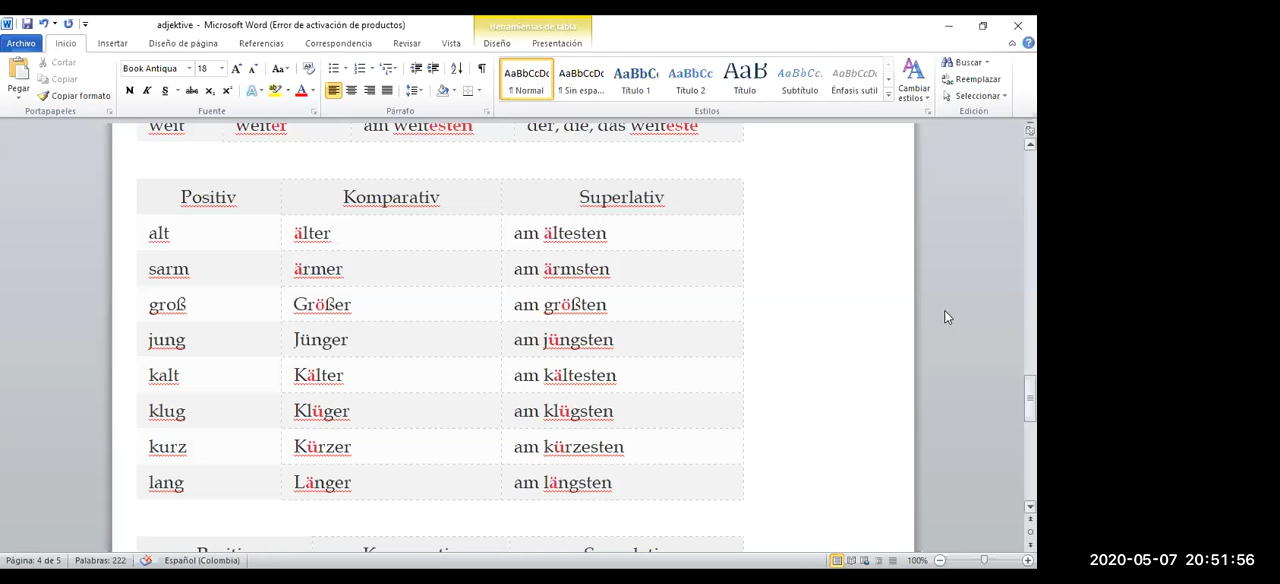 adjektive - Microsoft Word (Error de activación de productos)
Herramientas de tabla
Archivo Inicio Insertar Diseño de página Referencias Correspondencia Revisar Vista Diseño Presentación
Cortar
Copiar
Copiar formato
Pegar
Portapapeles
Book Antiqua 18
Fuente
Párrafo
AaBbCcDc AaBbCcDc AaBbC AaBbCc AaB AaBbCc. AaBbCcDc
¶ Normal ¶ Sin espa... Título 1 Título 2 Título Subtítulo Énfasis sutil
Cambiar estilos
Estilos
Buscar
Reemplazar
Seleccionar
Edición
weit weiter am weitesten der, die, das weiteste
Positiv Komparativ Superlativ
alt älter am ältesten
sarm ärmer am ärmsten
groß Größer am größten
jung Jünger am jüngsten
kalt Kälter am kältesten
klug Klüger am klügsten
kurz Kürzer am kürzesten
lang Länger am längsten
Página: 4 de 5 Palabras: 222 Español (Colombia) 100%
2020-05-07 20:51:56